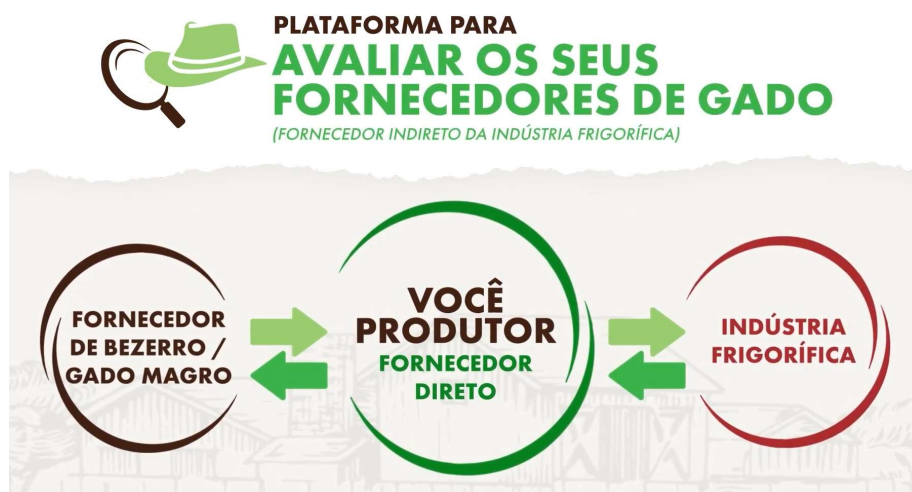 PLATAFORMA PARA
AVALIAR OS SEUS
FORNECEDORES DE GADO
(FORNECEDOR INDIRETO DA INDÚSTRIA FRIGORÍFICA)
FORNECEDOR
DE BEZERRO /
GADO MAGRO
VOCÊ
PRODUTOR
FORNECEDOR
DIRETO
INDÚSTRIA
FRIGORÍFICA